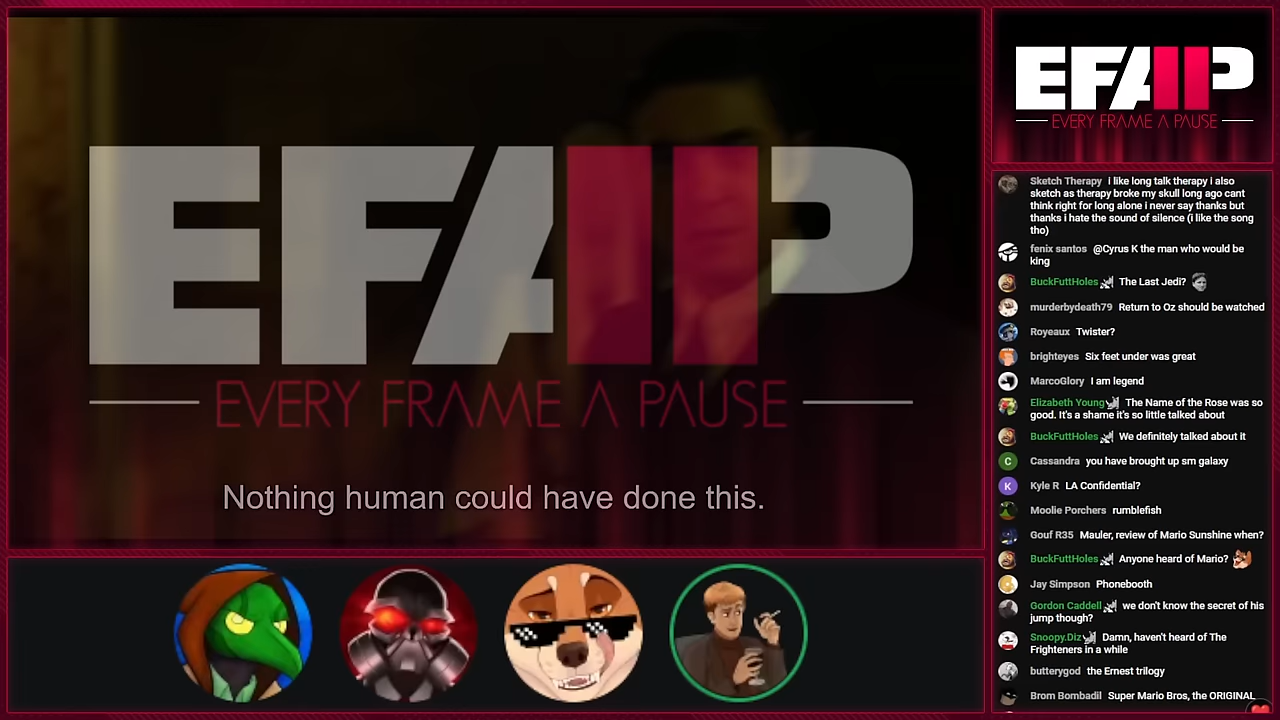 EFAP
EVERY FRAME A PAUSE
Nothing human could have done this.
EFAP
EVERY FRAME A PAUSE
Sketch Therapy i like long talk therapy i also
sketch as therapy broke my skull long ago cant
think right for long alone i never say thanks but
thanks i hate the sound of silence (i like the song
tho)
fenix santos @Cyrus K the man who would be
king
BuckFuttHoles The Last Jedi?
murderbydeath79 Return to Oz should be watched
Royeaux Twister?
brighteyes Six feet under was great
MarcoGlory I am legend
Elizabeth Young The Name of the Rose was so
good. It's a shame it's so little talked about
BuckFuttHoles We definitely talked about it
C Cassandra you have brought up sm galaxy
K Kyle R LA Confidential?
Moolie Porchers rumblefish
Gouf R35 Mauler, review of Mario Sunshine when?
BuckFuttHoles Anyone heard of Mario?
Jay Simpson Phonebooth
Gordon Caddell we don't know the secret of his
jump though?
Snoopy.Diz Damn, haven't heard of The
Frighteners in a while
butterygod the Ernest trilogy
Brom Bombadil Super Mario Bros, the ORIGINAL